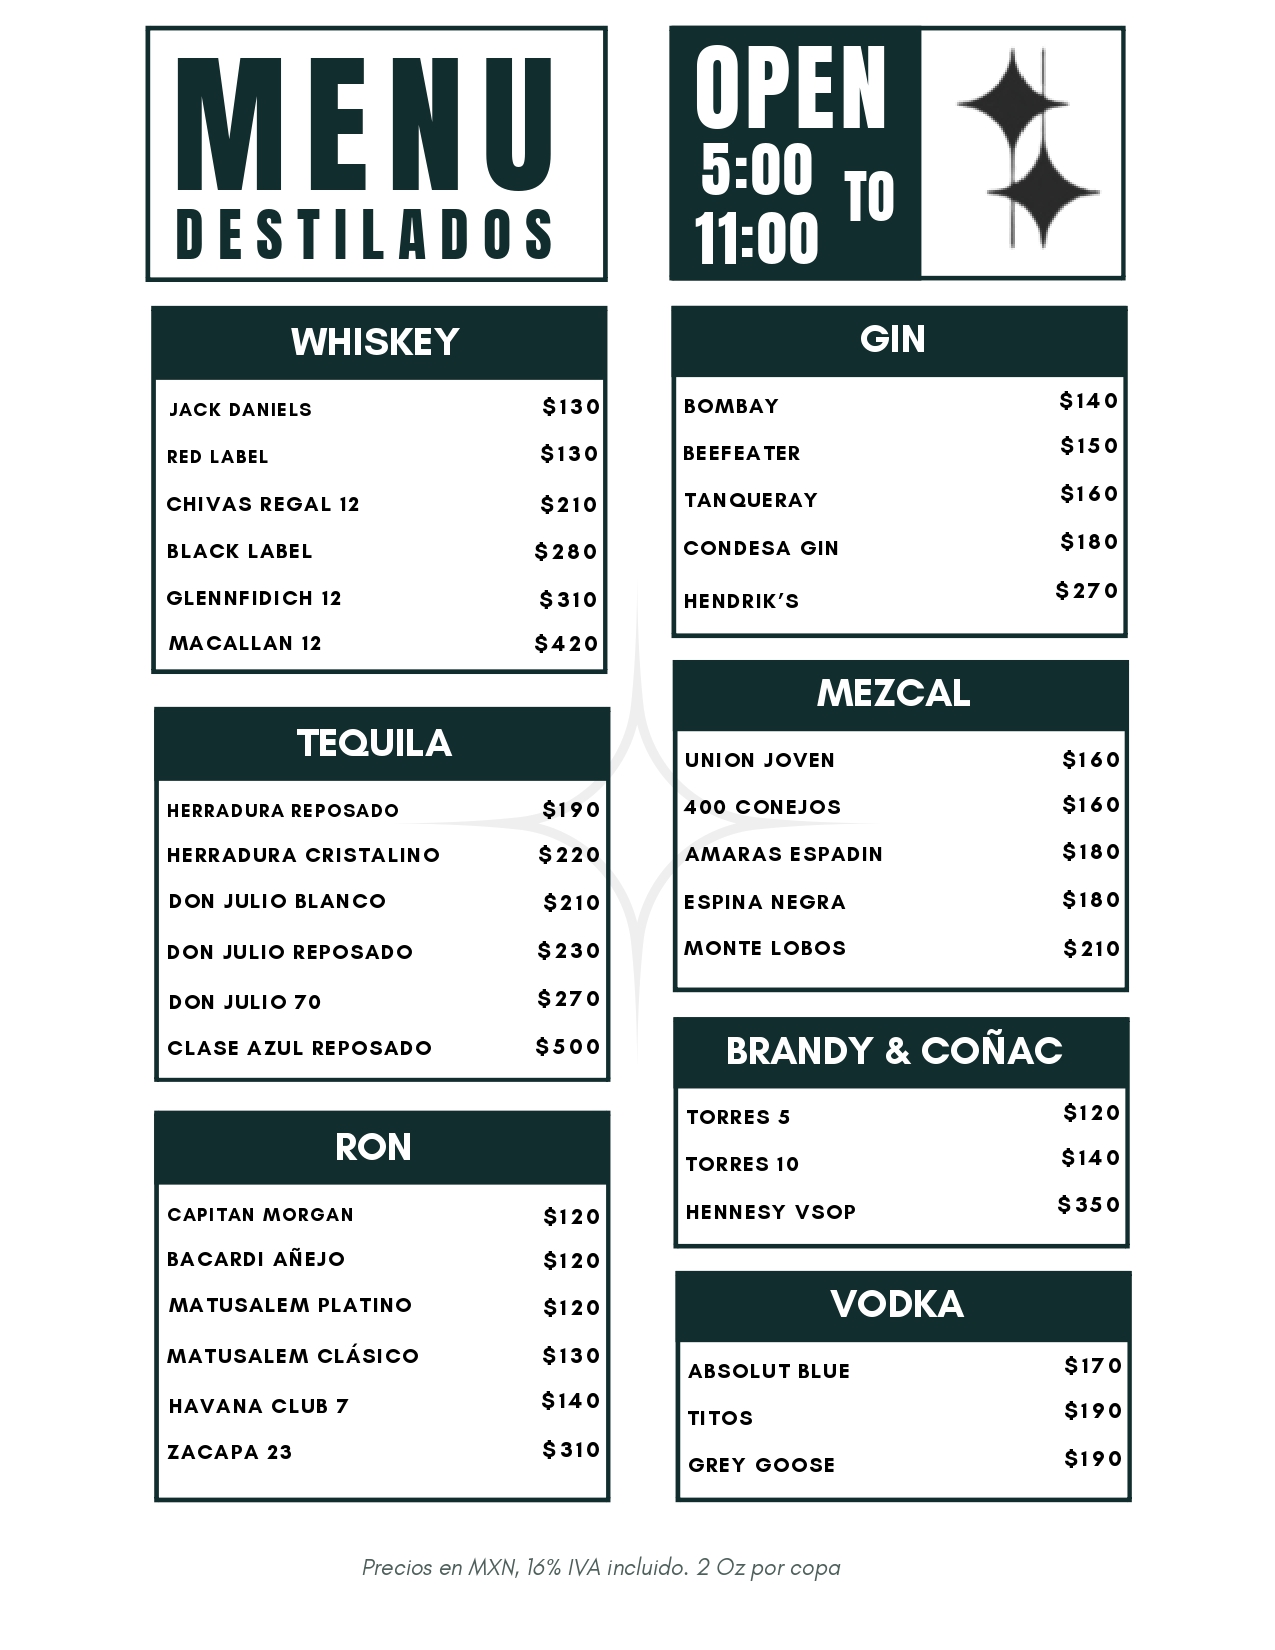 MENU
DESTILADOS
OPEN
5:00
TO
11:00
WHISKEY
JACK DANIELS $130
RED LABEL $130
CHIVAS REGAL 12 $210
BLACK LABEL $280
GLENNFIDICH 12 $310
MACALLAN 12 $420
TEQUILA
HERRADURA REPOSADO $190
HERRADURA CRISTALINO $220
DON JULIO BLANCO $210
DON JULIO REPOSADO $230
DON JULIO 70 $270
CLASE AZUL REPOSADO $500
RON
CAPITAN MORGAN $120
BACARDI AÑEJO $120
MATUSALEM PLATINO $120
MATUSALEM CLÁSICO $130
HAVANA CLUB 7 $140
ZACAPA 23 $310
GIN
BOMBAY $140
BEEFEATER $150
TANQUERAY $160
CONDESA GIN $180
HENDRIK'S $270
MEZCAL
UNION JOVEN $160
400 CONEJOS $160
AMARAS ESPADIN $180
ESPINA NEGRA $180
MONTE LOBOS $210
BRANDY & COÑAC
TORRES 5 $120
TORRES 10 $140
HENNESY VSOP $350
VODKA
ABSOLUT BLUE $170
TITOS $190
GREY GOOSE $190
Precios en MXN, 16% IVA incluido. 2 Oz por copa